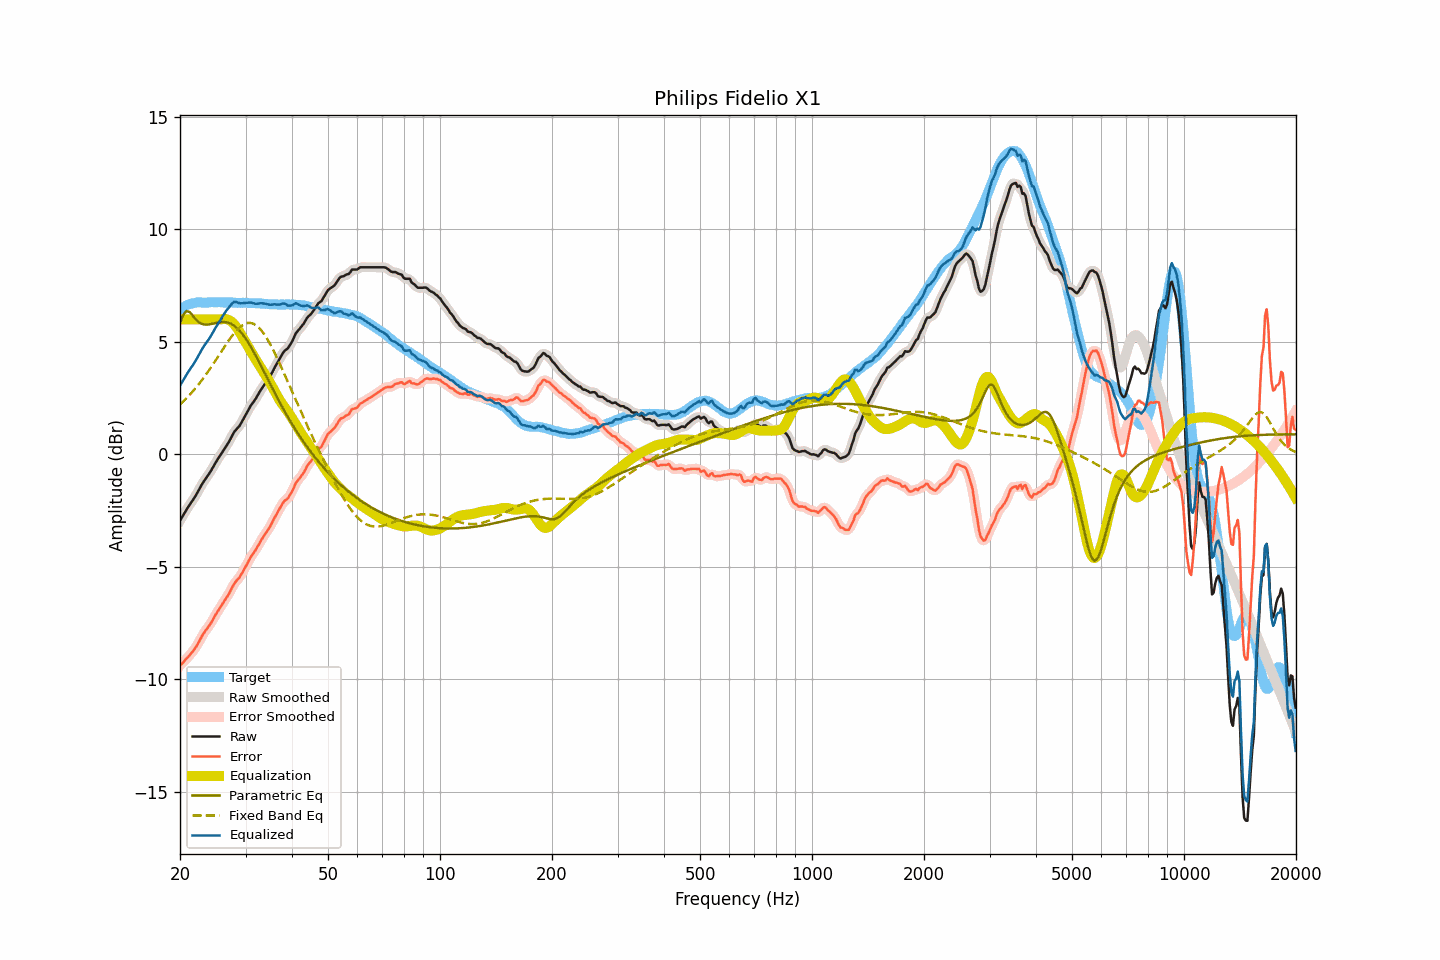 Philips Fidelio X1
15
10
5
0
−5
−10
−15
Amplitude (dBr)
Target
Raw Smoothed
Error Smoothed
Raw
Error
Equalization
Parametric Eq
Fixed Band Eq
Equalized
20 50 100 200 500 1000 2000 5000 10000 20000
Frequency (Hz)